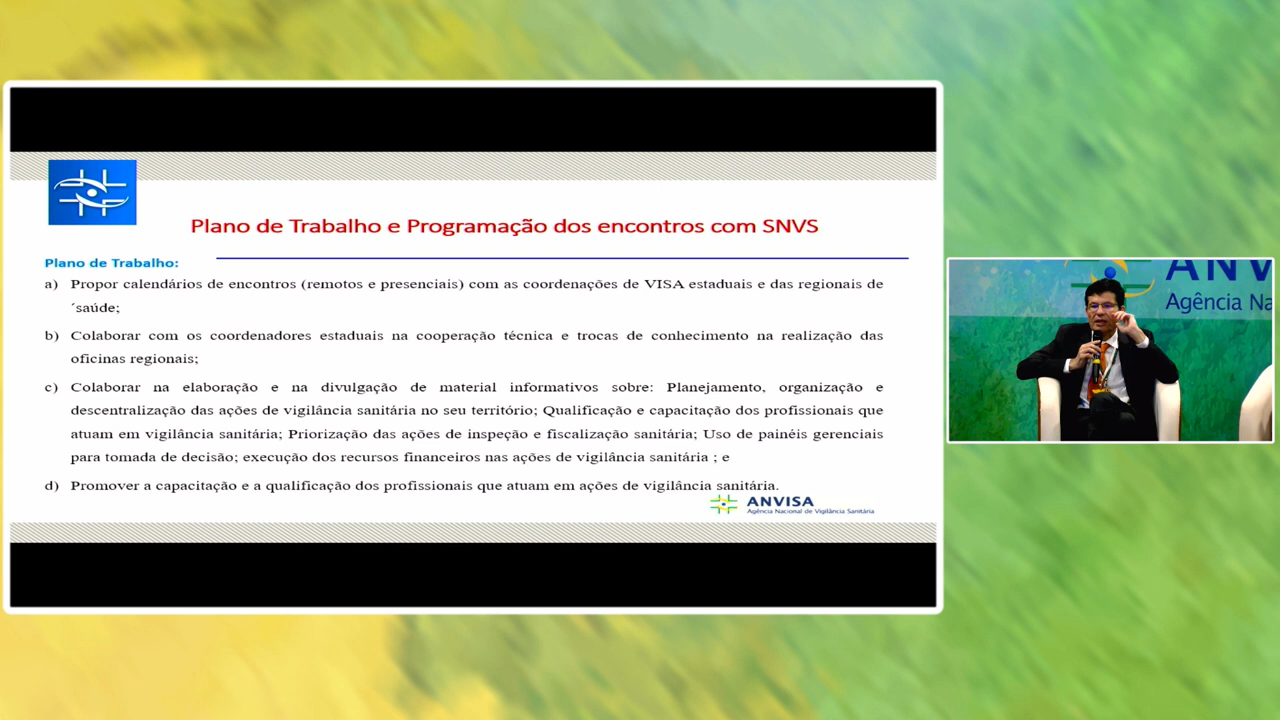 Plano de Trabalho e Programação dos encontros com SNVS
Plano de Trabalho:
a) Propor calendários de encontros (remotos e presenciais) com as coordenações de VISA estaduais e das regionais de
´saúde;
b) Colaborar com os coordenadores estaduais na cooperação técnica e trocas de conhecimento na realização das
oficinas regionais;
c) Colaborar na elaboração e na divulgação de material informativos sobre: Planejamento, organização e
descentralização das ações de vigilância sanitária no seu território; Qualificação e capacitação dos profissionais que
atuam em vigilância sanitária; Priorização das ações de inspeção e fiscalização sanitária; Uso de painéis gerenciais
para tomada de decisão; execução dos recursos financeiros nas ações de vigilância sanitária ; e
d) Promover a capacitação e a qualificação dos profissionais que atuam em ações de vigilância sanitária.
ANVISA
Agência Nacional de Vigilância Sanitária
ANV
Agência Nac